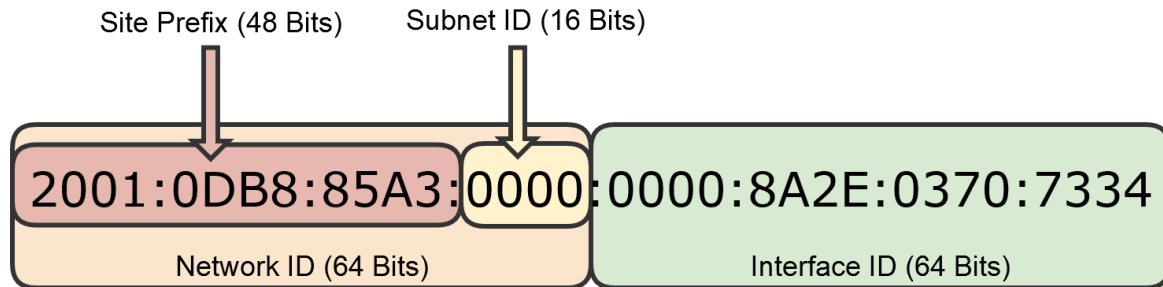 Site Prefix (48 Bits)
Subnet ID (16 Bits)
2001:0DB8:85A3:0000:0000:8A2E:0370:7334
Network ID (64 Bits)
Interface ID (64 Bits)